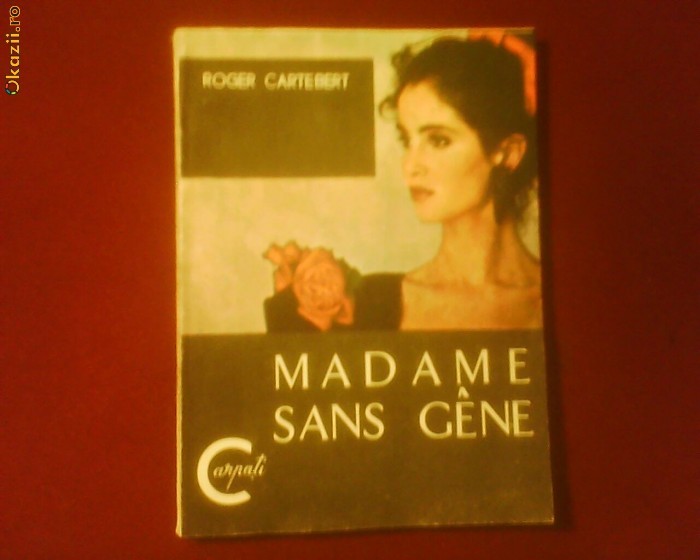 Okazii.ro
ROGER CARTEBERT
MADAME
SANS GÊNE
Carpați